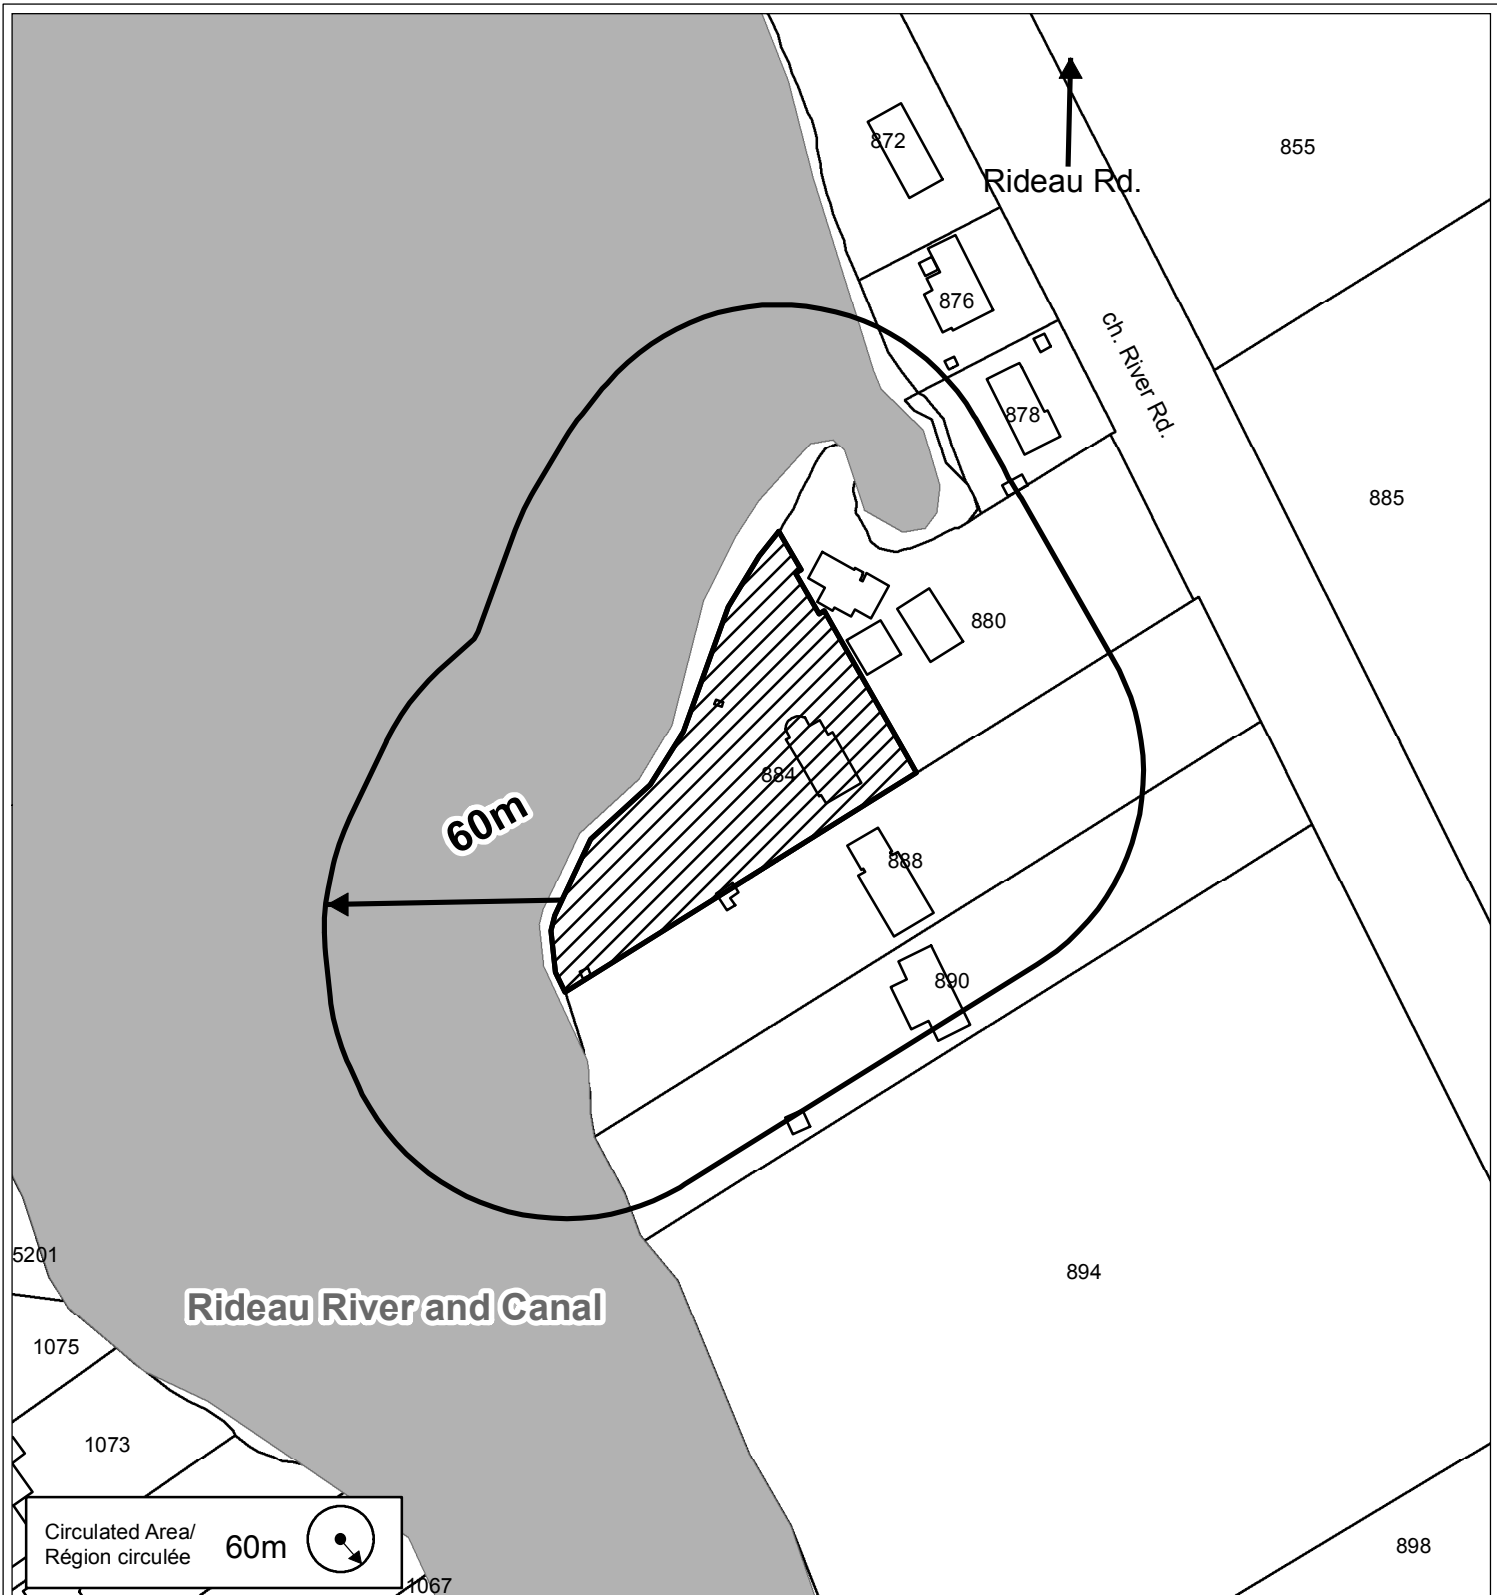 872
855
Rideau Rd.
876
ch. River Rd.
878
885
880
884
60m
888
890
5201
894
Rideau River and Canal
1075
1073
Circulated Area/
Région circulée
60m
898
1067